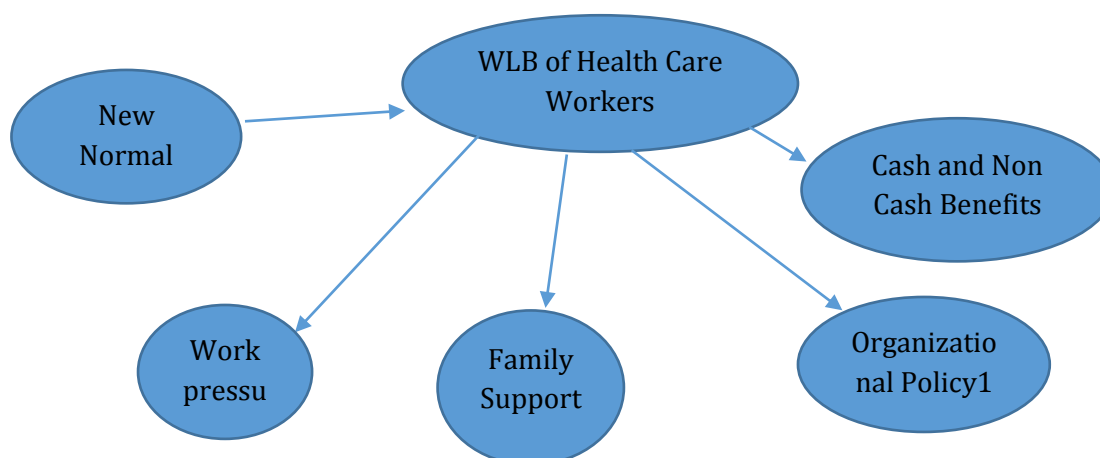 WLB of Health Care
Workers
New
Normal
Cash and Non
Cash Benefits
Work
pressu
Family
Support
Organizatio
nal Policy1